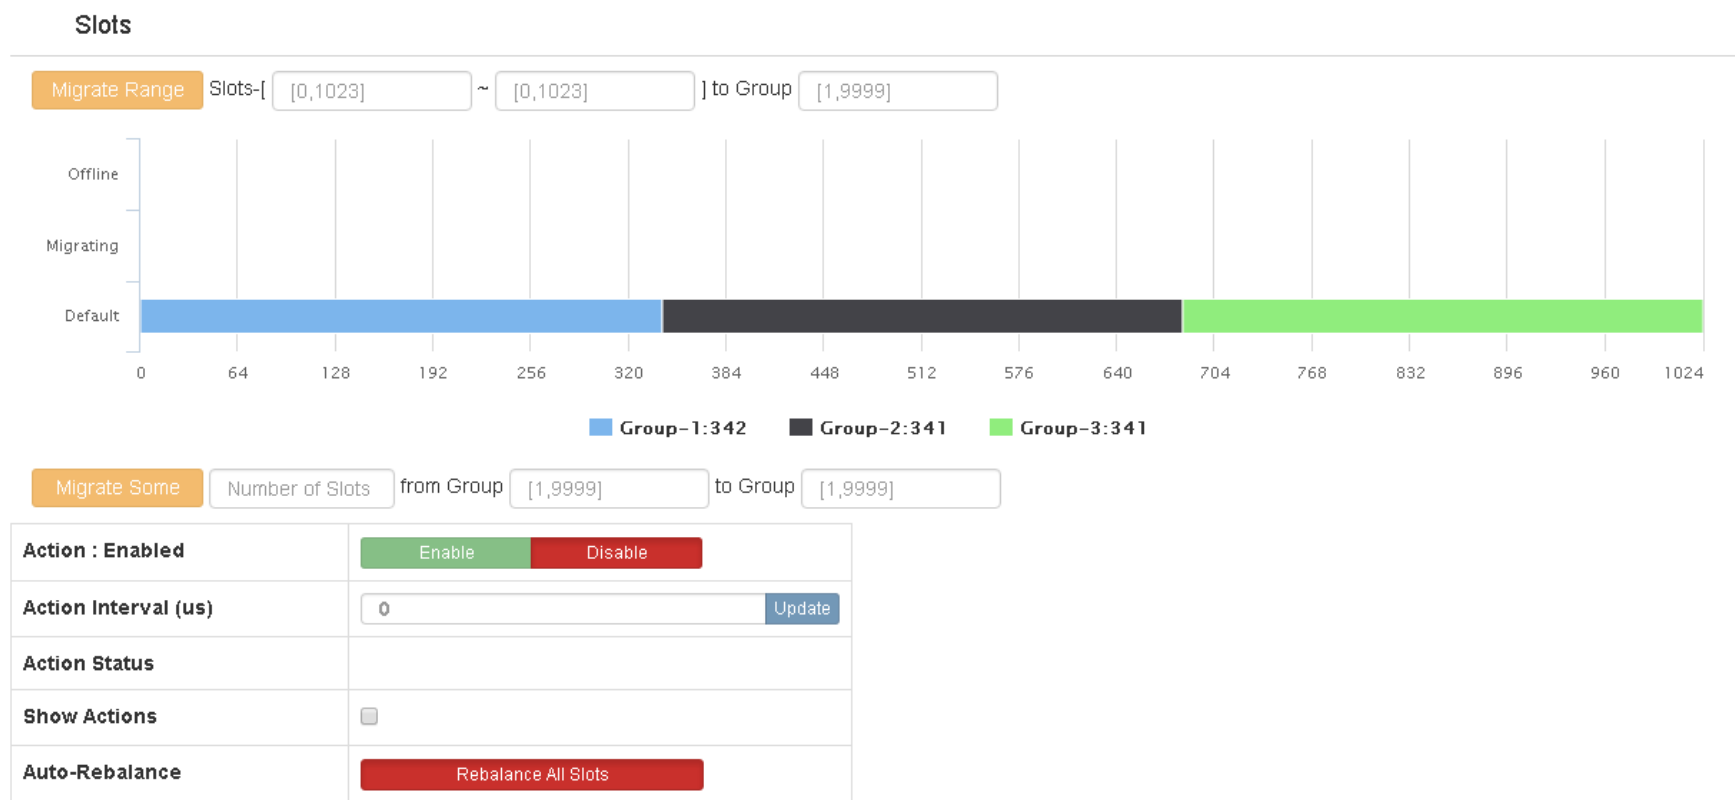 Slots
Migrate Range Slots-[ [0,1023] ~ [0,1023] ] to Group [1,9999]
Offline
Migrating
Default
0 64 128 192 256 320 384 448 512 576 640 704 768 832 896 960 1024
Group-1:342 Group-2:341 Group-3:341
Migrate Some Number of Slots from Group [1,9999] to Group [1,9999]
Action : Enabled Enable Disable
Action Interval (us) 0 Update
Action Status
Show Actions
Auto-Rebalance Rebalance All Slots